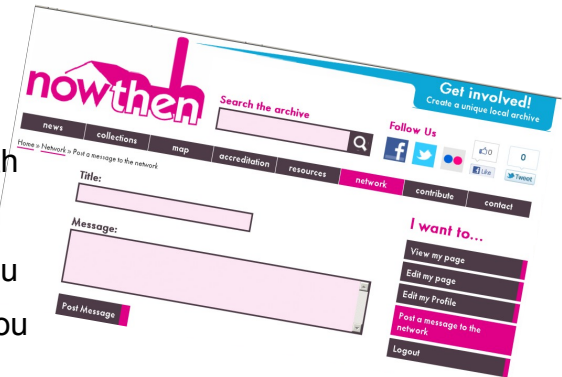 Get involved!
Create a unique local archive
nowthen
Search the archive
Follow Us
0
Like
0
Tweet
news collections map accreditation resources network contribute contact
Home » Network » Post a message to the network
h
Title:
Message:
u
ou
Post Message
I want to...
View my page
Edit my page
Edit my Profile
Post a message to the
network
Logout